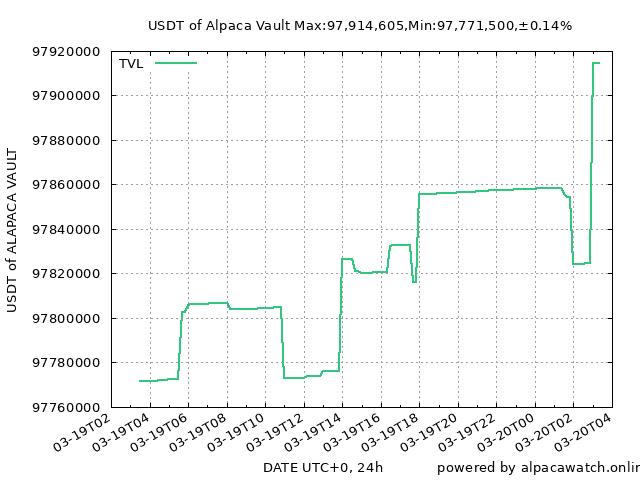 USDT of Alpaca Vault Max:97,914,605,Min:97,771,500,±0.14%
TVL
97920000
97900000
97880000
97860000
97840000
97820000
97800000
97780000
97760000
USDT of ALAPACA VAULT
03-19T02
03-19T04
03-19T06
03-19T08
03-19T10
03-19T12
03-19T14
03-19T16
03-19T18
03-19T20
03-19T22
03-20T00
03-20T02
03-20T04
DATE UTC+0, 24h
powered by alpacawatch.onlin